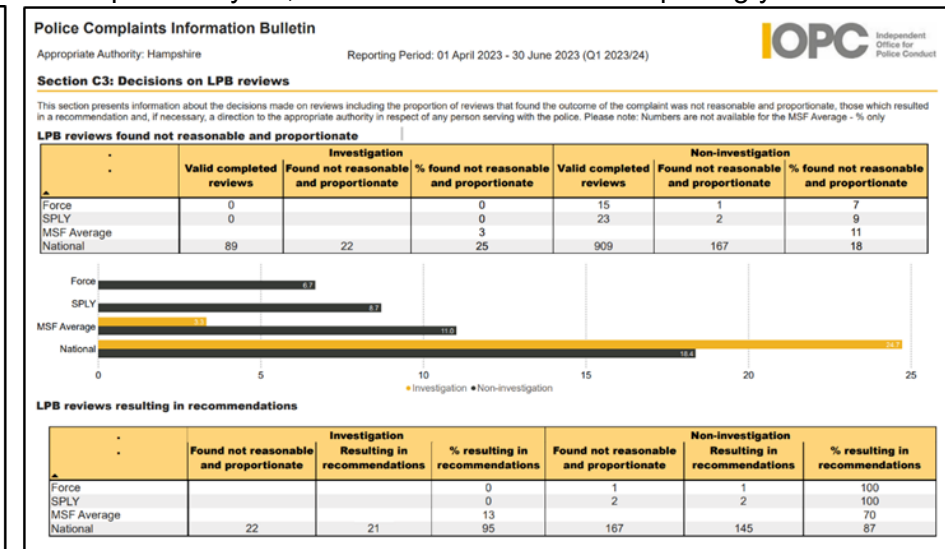 Police Complaints Information Bulletin
IOPC Independent
Office for
Police Conduct
Appropriate Authority: Hampshire Reporting Period: 01 April 2023 - 30 June 2023 (Q1 2023/24)
Section C3: Decisions on LPB reviews
This section presents information about the decisions made on reviews including the proportion of reviews that found the outcome of the complaint was not reasonable and proportionate, those which resulted
in a recommendation and, if necessary, a direction to the appropriate authority in respect of any person serving with the police. Please note: Numbers are not available for the MSF Average - % only
LPB reviews found not reasonable and proportionate
Investigation Non-investigation
Valid completed reviews Found not reasonable and proportionate % found not reasonable and proportionate Valid completed reviews Found not reasonable and proportionate % found not reasonable and proportionate
Force 0 0 15 1 7
SPLY 0 0 23 2 9
MSF Average 3 11
National 89 22 25 909 167 18
Force 6.7
SPLY 8.7
MSF Average 3.3 11.0
National 24.7 18.4
0 5 10 15 20 25
Investigation Non-investigation
LPB reviews resulting in recommendations
Investigation Non-investigation
Found not reasonable and proportionate Resulting in recommendations % resulting in recommendations Found not reasonable and proportionate Resulting in recommendations % resulting in recommendations
Force 0 1 1 100
SPLY 0 2 2 100
MSF Average 13 70
National 22 21 95 167 145 87